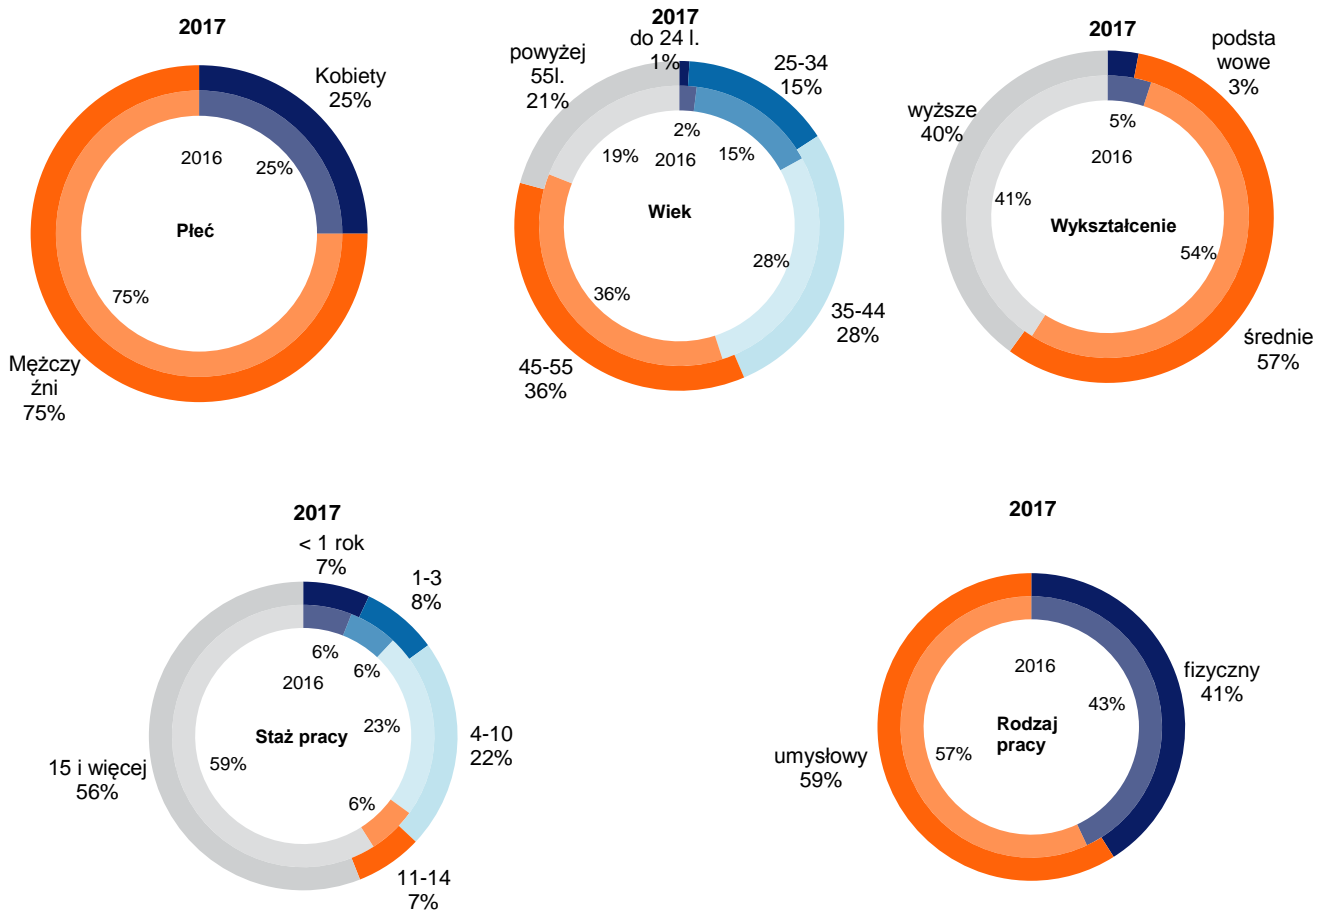 2017
Kobiety
25%
2016
25%
Płeć
75%
Mężczy
źni
75%
2017
do 24 l.
1%
powyżej
55l.
21%
25-34
15%
2%
19%
2016
15%
Wiek
28%
36%
35-44
28%
45-55
36%
2017
podsta
wowe
3%
wyższe
40%
5%
2016
41%
Wykształcenie
54%
średnie
57%
2017
< 1 rok
7%
1-3
8%
6%
6%
2016
23%
Staż pracy
59%
4-10
22%
15 i więcej
56%
6%
11-14
7%
2017
2016
fizyczny
41%
43%
Rodzaj
pracy
57%
umysłowy
59%